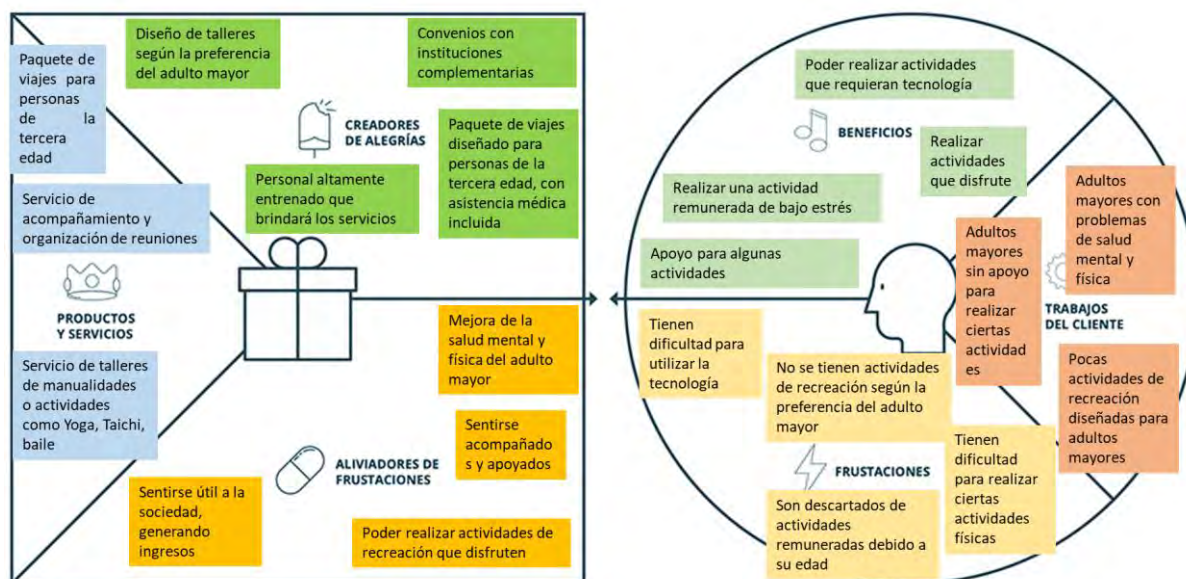 Diseño de talleres
según la preferencia
del adulto mayor
Convenios con
instituciones
complementarias
Paquete de
viajes para
personas
de la
tercera
edad
CREADORES
DE ALEGRÍAS
Paquete de viajes
diseñado para
personas de la
tercera edad, con
asistencia médica
incluida
Personal altamente
entrenado que
brindará los servicios
Servicio de
acompañamiento y
organización de reuniones
PRODUCTOS
Y SERVICIOS
Servicio de talleres
de manualidades
o actividades
como Yoga, Taichi,
baile
Mejora de la
salud mental y
física del adulto
mayor
Sentirse
acompañado
s y apoyados
ALIVIADORES DE
FRUSTACIONES
Sentirse útil a la
sociedad,
generando
ingresos
Poder realizar actividades de
recreación que disfruten
Poder realizar actividades
que requieran tecnología
BENEFICIOS
Realizar
actividades
que disfrute
Realizar una actividad
remunerada de bajo estrés
Apoyo para algunas
actividades
Adultos
mayores con
problemas
de salud
mental y
física
Adultos
mayores
sin apoyo
para
realizar
ciertas
actividad
es
TRABAJOS
DEL CLIENTE
Pocas
actividades de
recreación
diseñadas para
adultos
mayores
Tienen
dificultad para
utilizar la
tecnología
No se tienen actividades
de recreación según la
preferencia del adulto
mayor
FRUSTACIONES
Tienen
dificultad
para realizar
ciertas
actividades
físicas
Son descartados de
actividades
remuneradas debido a
su edad